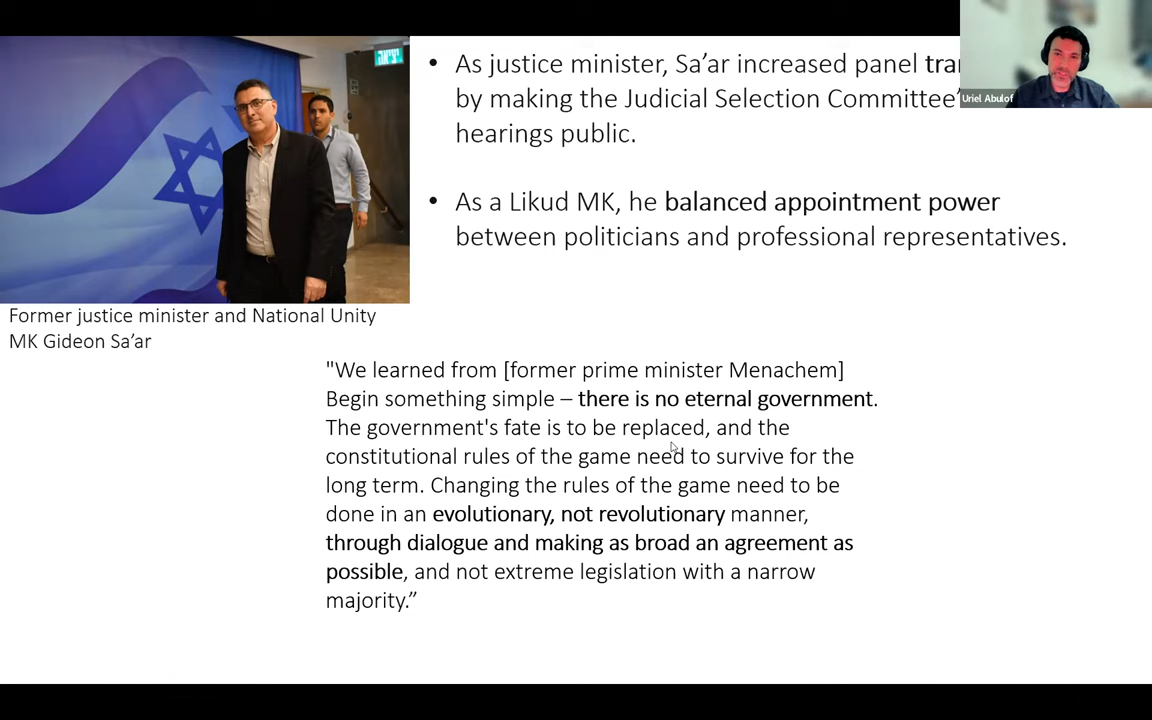 יציאה
• As justice minister, Sa’ar increased panel
by making the Judicial Selection Committee’
hearings public.
• As a Likud MK, he balanced appointment power
between politicians and professional representatives.
Uriel Abulof
Former justice minister and National Unity
MK Gideon Sa’ar
"We learned from [former prime minister Menachem]
Begin something simple – there is no eternal government.
The government's fate is to be replaced, and the
constitutional rules of the game need to survive for the
long term. Changing the rules of the game need to be
done in an evolutionary, not revolutionary manner,
through dialogue and making as broad an agreement as
possible, and not extreme legislation with a narrow
majority.”